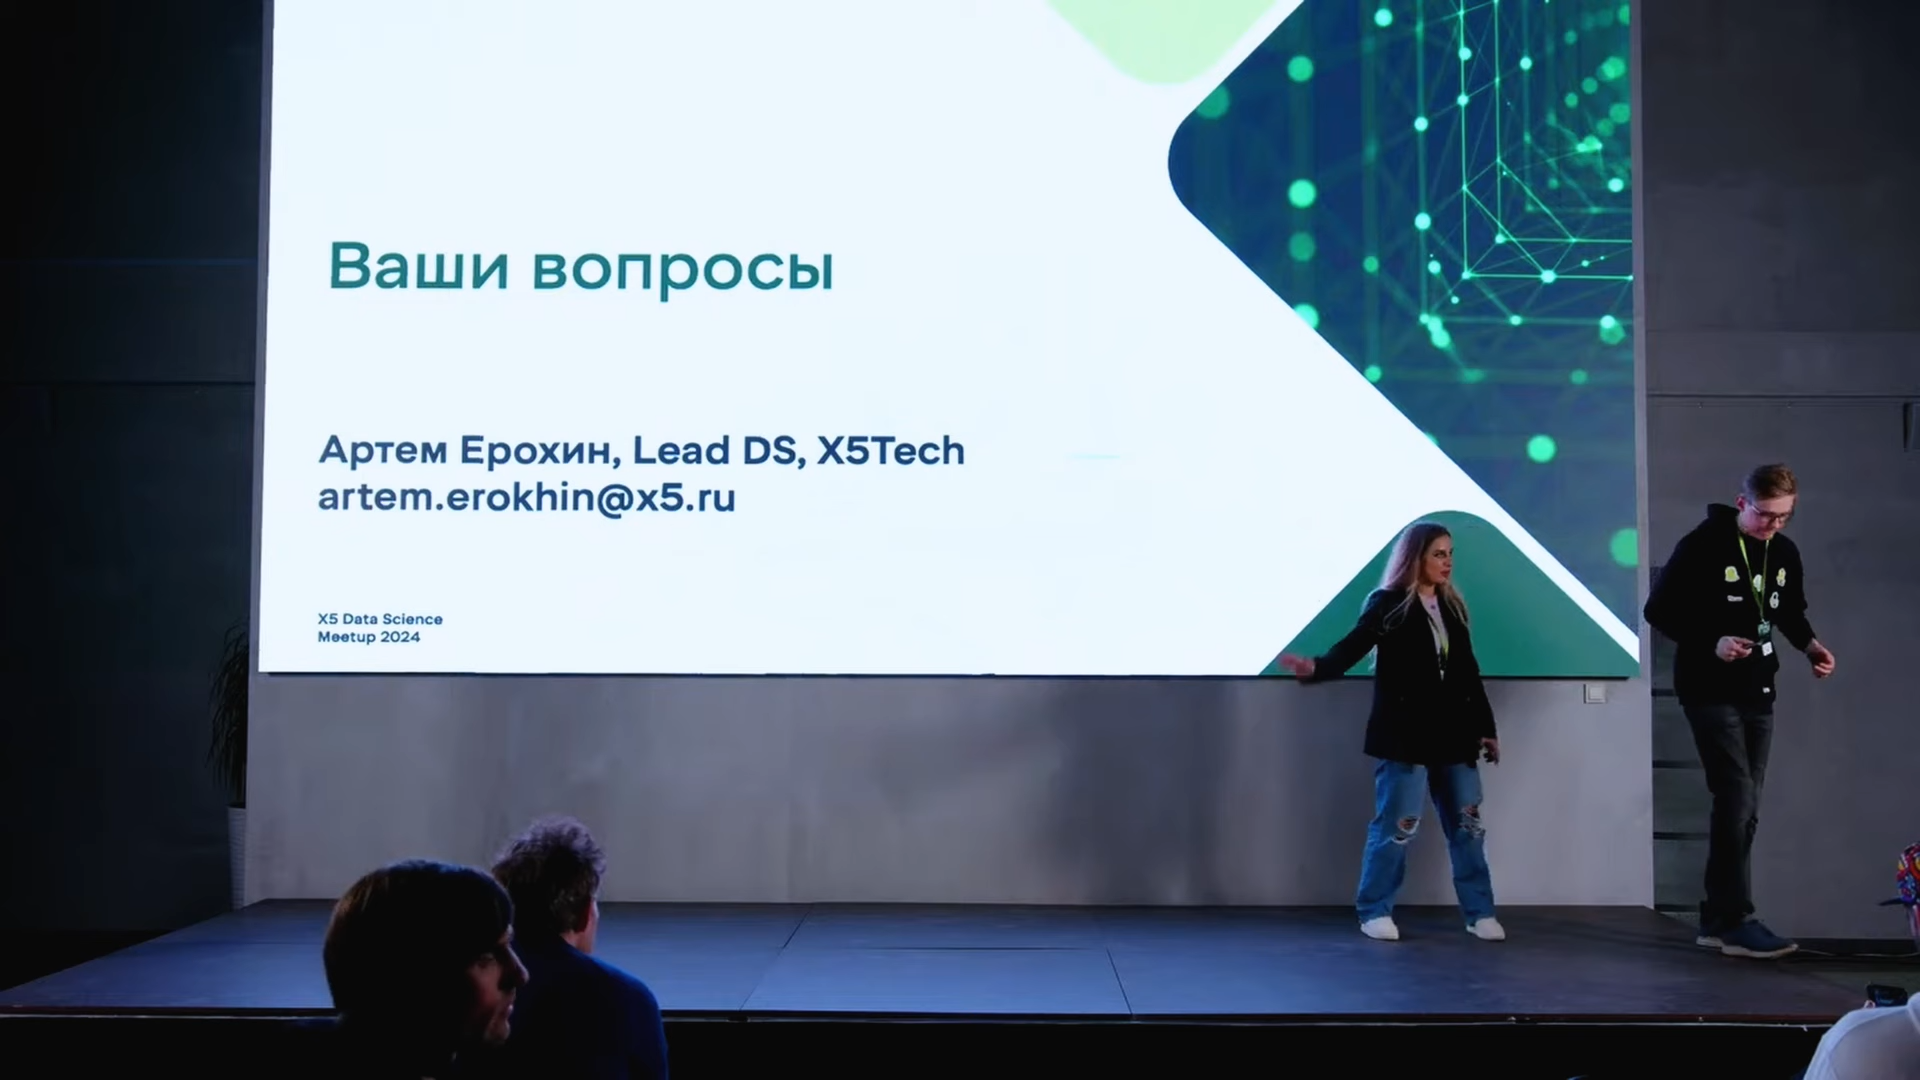 Ваши вопросы
Артем Ерохин, Lead DS, X5Tech
artem.erokhin@x5.ru
X5 Data Science
Meetup 2024